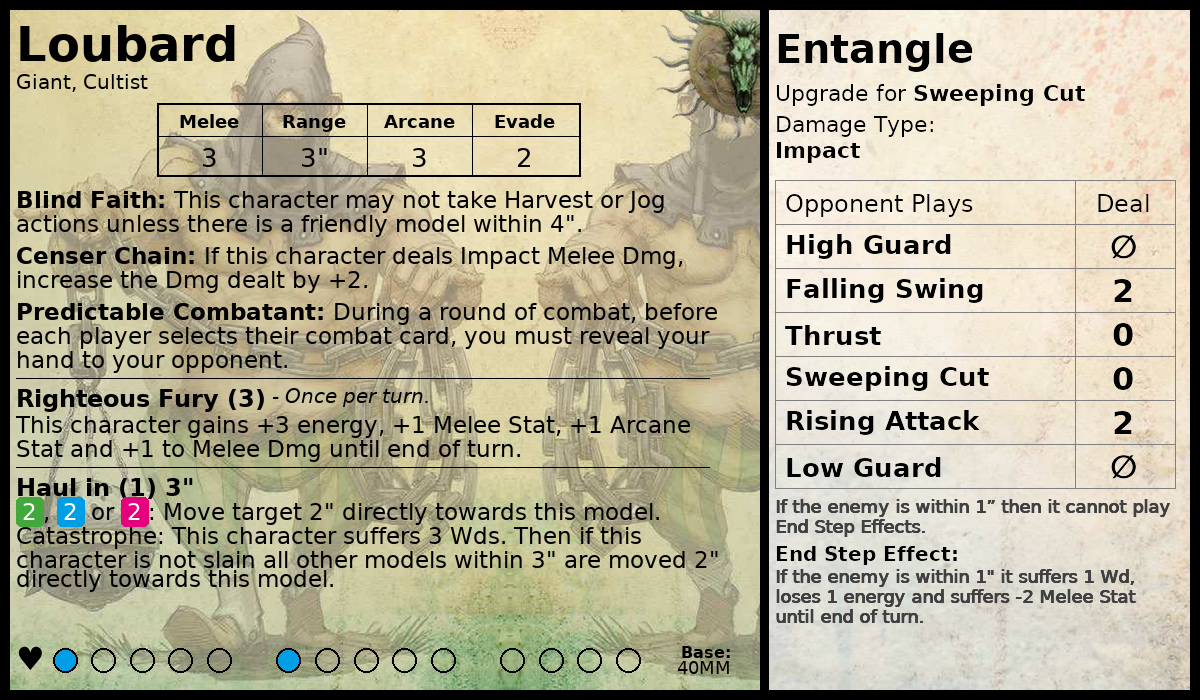 Loubard
Giant, Cultist
Melee Range Arcane Evade
3 3" 3 2
Blind Faith: This character may not take Harvest or Jog
actions unless there is a friendly model within 4".
Censer Chain: If this character deals Impact Melee Dmg,
increase the Dmg dealt by +2.
Predictable Combatant: During a round of combat, before
each player selects their combat card, you must reveal your
hand to your opponent.
Righteous Fury (3) - Once per turn.
This character gains +3 energy, +1 Melee Stat, +1 Arcane
Stat and +1 to Melee Dmg until end of turn.
Haul in (1) 3"
2, 2 or 2: Move target 2" directly towards this model.
Catastrophe: This character suffers 3 Wds. Then if this
character is not slain all other models within 3" are moved 2"
directly towards this model.
Base:
40MM
Entangle
Upgrade for Sweeping Cut
Damage Type:
Impact
Opponent Plays Deal
High Guard ∅
Falling Swing 2
Thrust 0
Sweeping Cut 0
Rising Attack 2
Low Guard ∅
If the enemy is within 1” then it cannot play
End Step Effects.
End Step Effect:
If the enemy is within 1" it suffers 1 Wd,
loses 1 energy and suffers -2 Melee Stat
until end of turn.